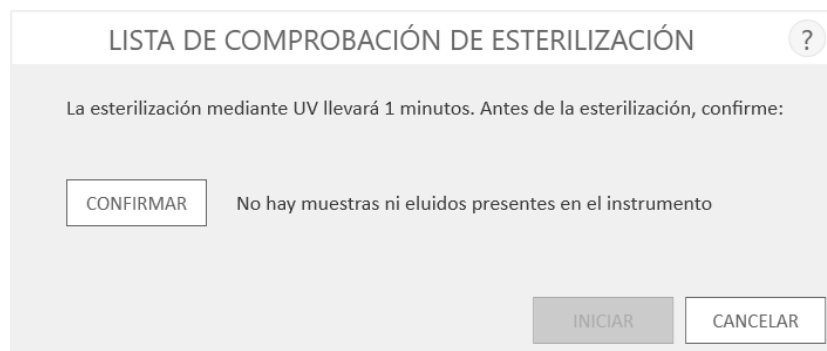 LISTA DE COMPROBACIÓN DE ESTERILIZACIÓN ?
La esterilización mediante UV llevará 1 minutos. Antes de la esterilización, confirme:
CONFIRMAR No hay muestras ni eluidos presentes en el instrumento
INICIAR CANCELAR